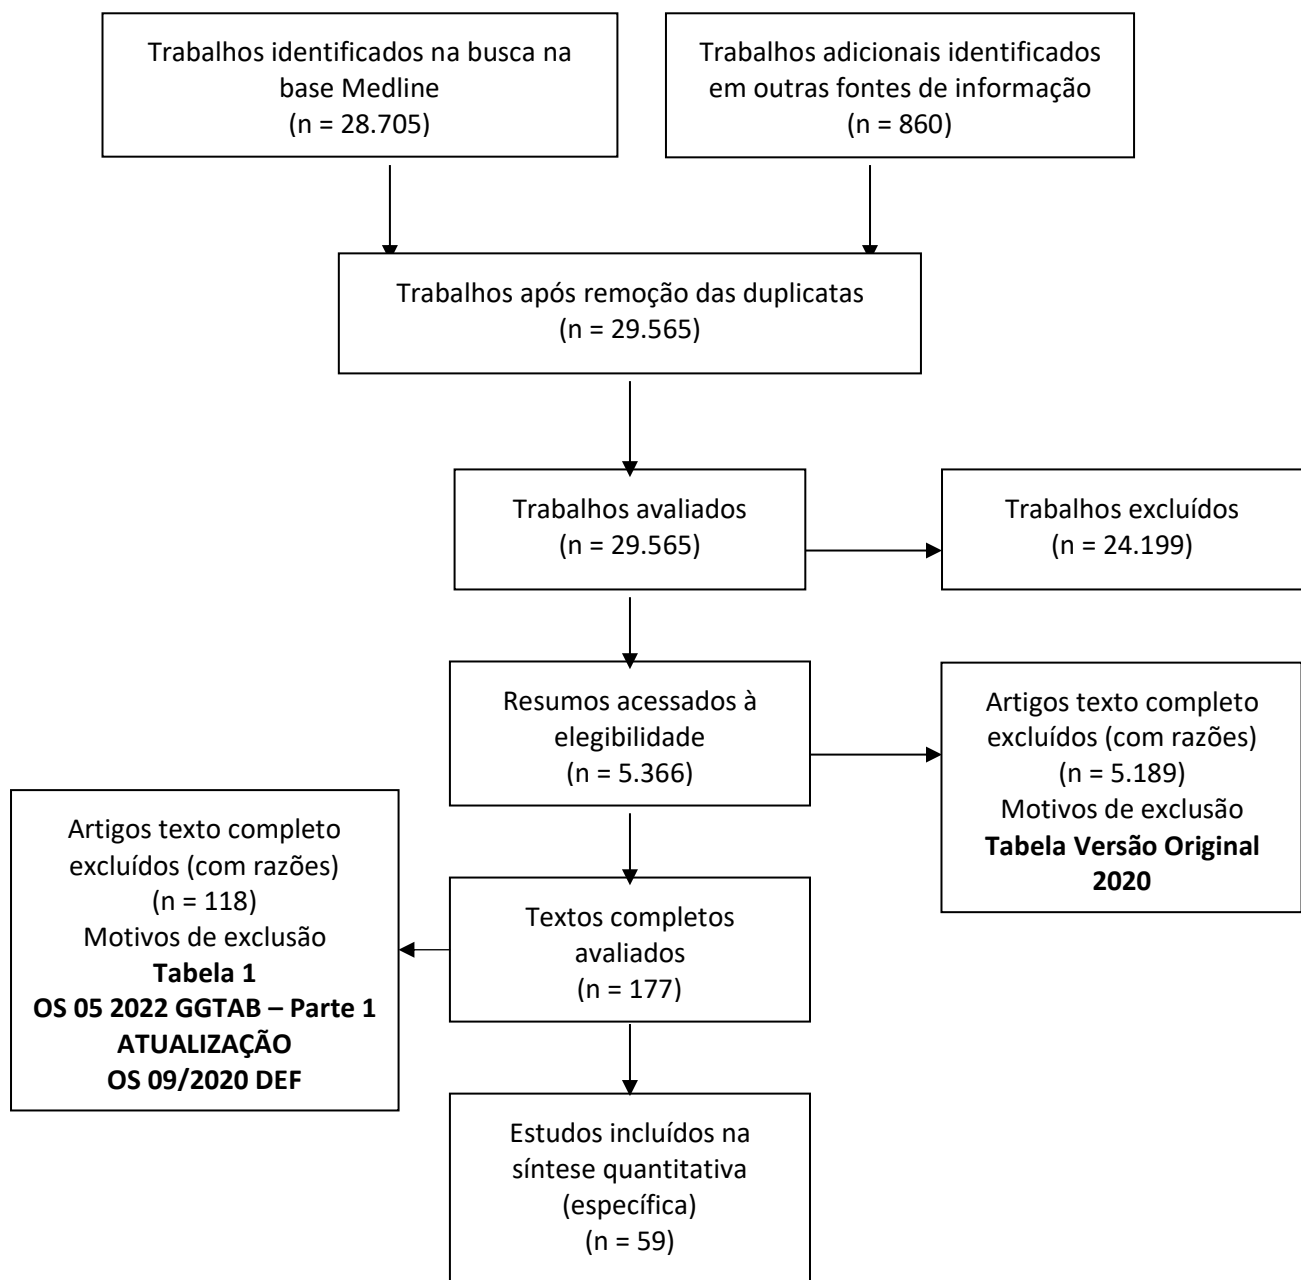 Trabalhos identificados na busca na
base Medline
(n = 28.705)
Trabalhos adicionais identificados
em outras fontes de informação
(n = 860)
Trabalhos após remoção das duplicatas
(n = 29.565)
Trabalhos avaliados
(n = 29.565)
Trabalhos excluídos
(n = 24.199)
Resumos acessados à
elegibilidade
(n = 5.366)
Artigos texto completo
excluídos (com razões)
(n = 5.189)
Motivos de exclusão
Tabela Versão Original
2020
Artigos texto completo
excluídos (com razões)
(n = 118)
Motivos de exclusão
Tabela 1
OS 05 2022 GGTAB – Parte 1
ATUALIZAÇÃO
OS 09/2020 DEF
Textos completos
avaliados
(n = 177)
Estudos incluídos na
síntese quantitativa
(específica)
(n = 59)